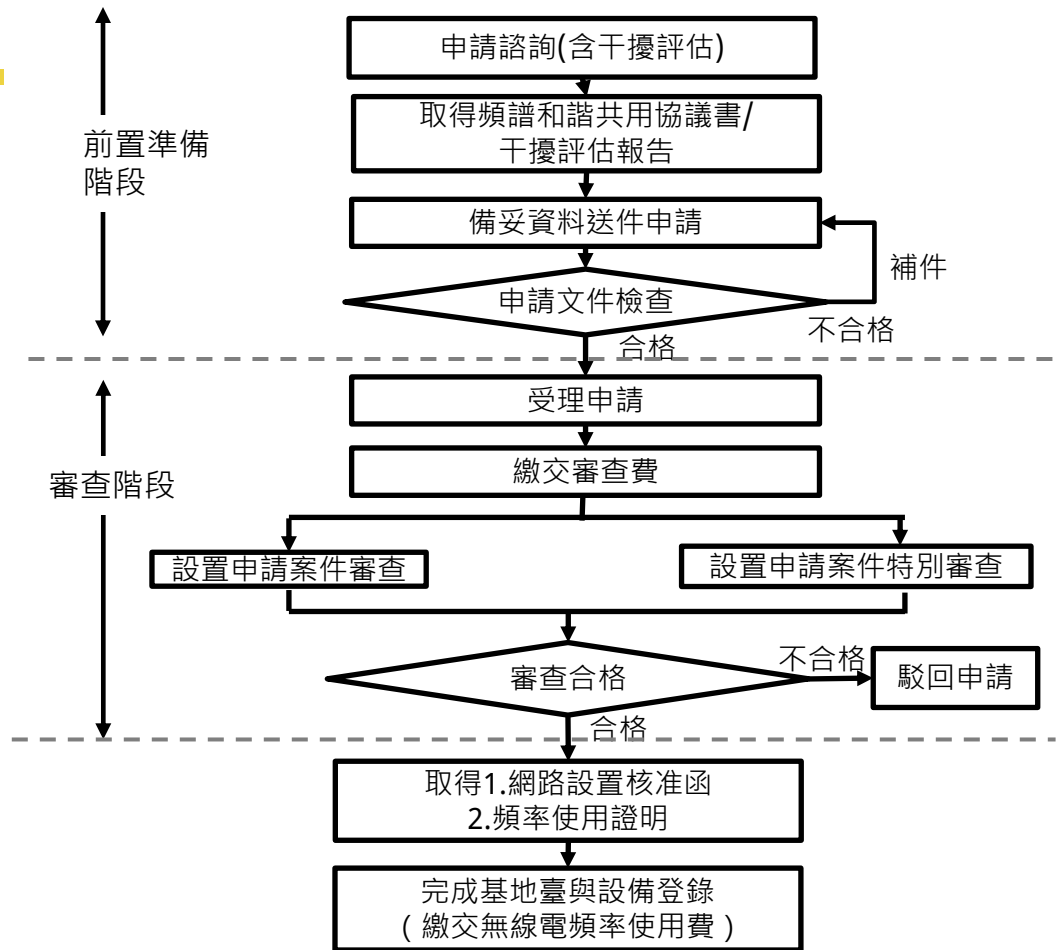 申請諮詢(含干擾評估)
取得頻譜和諧共用協議書/
干擾評估報告
前置準備
階段
備妥資料送件申請
補件
申請文件檢查
不合格
合格
受理申請
繳交審查費
審查階段
設置申請案件審查
設置申請案件特別審查
不合格
審查合格
駁回申請
合格
取得1.網路設置核准函
2.頻率使用證明
完成基地臺與設備登錄
(繳交無線電頻率使用費)